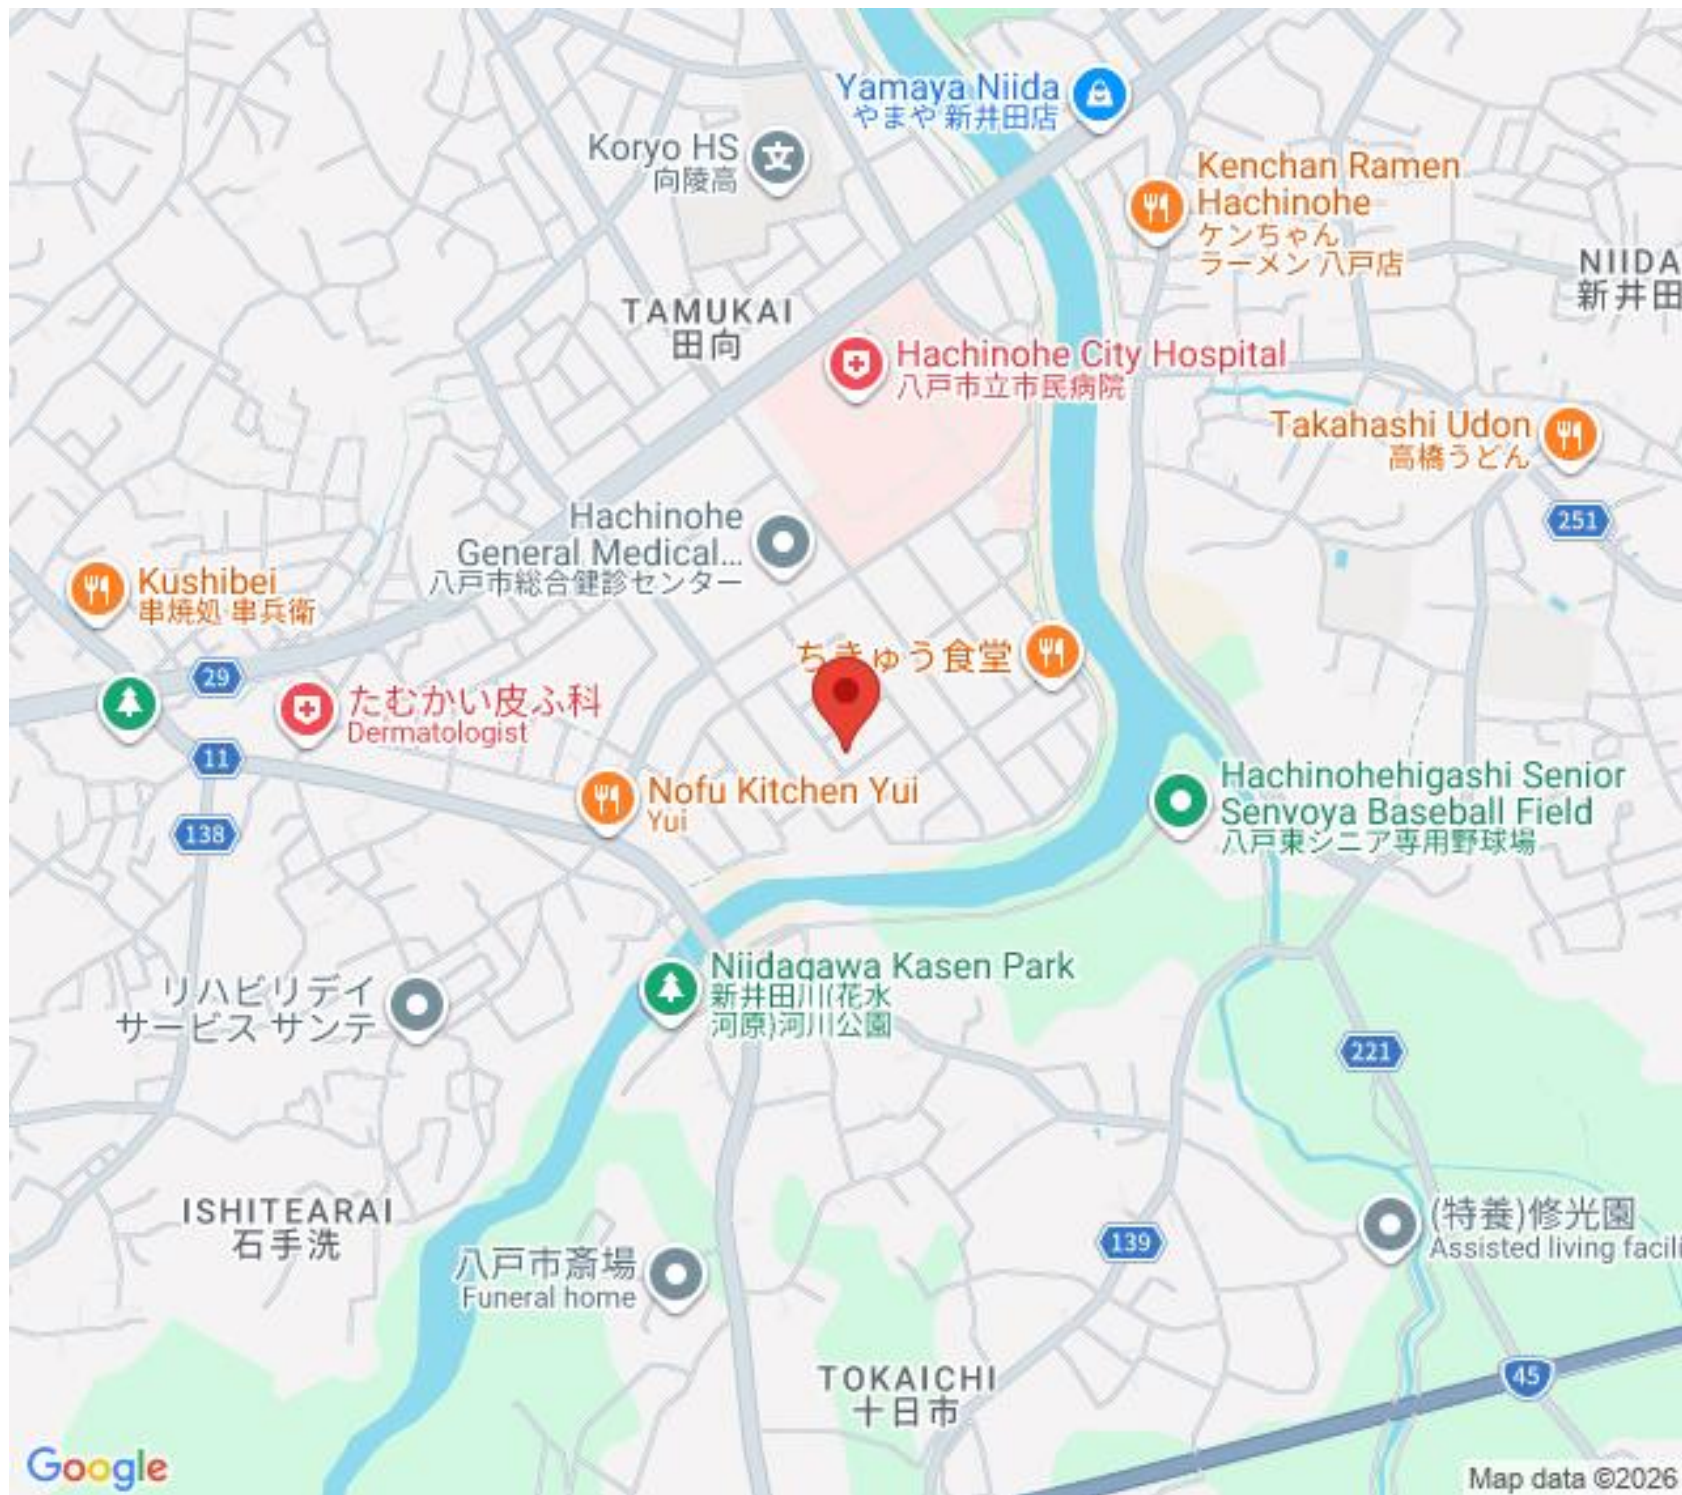 Yamaya Niida
やまや 新井田店
Koryo HS
向陵高
Kenchan Ramen
Hachinohe
ケンちゃん
ラーメン 八戸店
NIIDA
新井田
TAMUKAI
田向
Hachinohe City Hospital
八戸市立市民病院
Takahashi Udon
高橋うどん
251
Hachinohe
General Medical...
八戸市総合健診センター
Kushibei
串焼処 串兵衛
ちきゅう食堂
29
たむかい皮ふ科
Dermatologist
11
138
Nofu Kitchen Yui
Yui
Hachinohehigashi Senior
Senvoya Baseball Field
八戸東シニア専用野球場
Niidagawa Kasen Park
新井田川(花水
河原)河川公園
リハビリデイ
サービス サンテ
221
ISHITEARAI
石手洗
139
(特養)修光園
Assisted living facili
八戸市斎場
Funeral home
TOKAICHI
十日市
45
Google
Map data ©2026